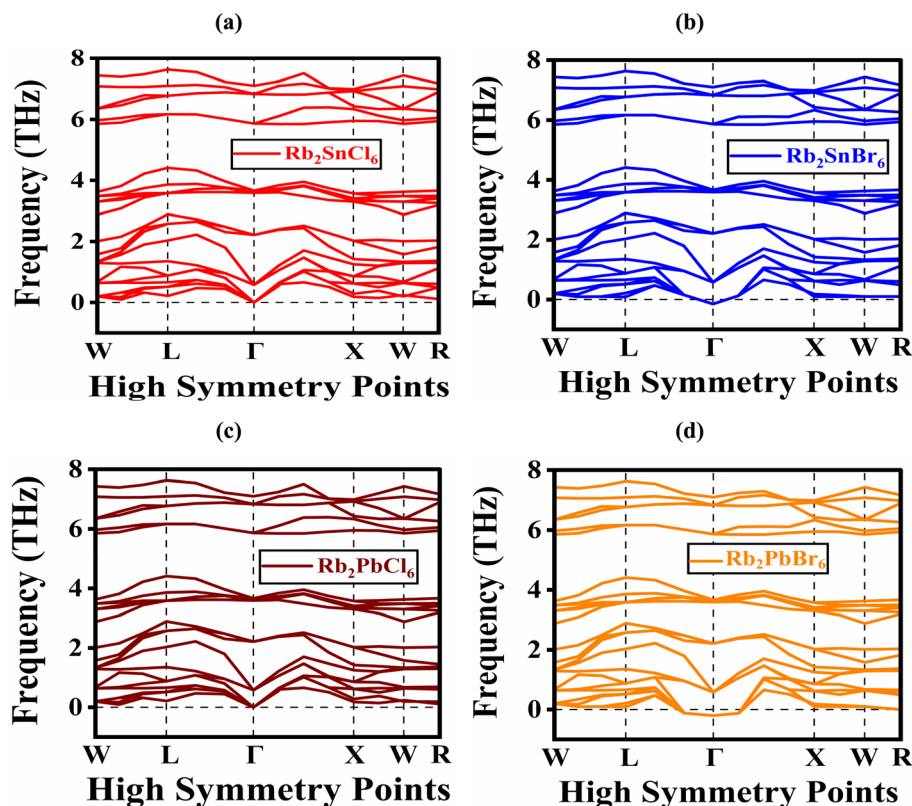 (a)
8
6
4
2
0
Frequency (THz)
Rb₂SnCl₆
W L Γ X W R
High Symmetry Points
(b)
8
6
4
2
0
Frequency (THz)
Rb₂SnBr₆
W L Γ X W R
High Symmetry Points
(c)
8
6
4
2
0
Frequency (THz)
Rb₂PbCl₆
W L Γ X W R
High Symmetry Points
(d)
8
6
4
2
0
Frequency (THz)
Rb₂PbBr₆
W L Γ X W R
High Symmetry Points